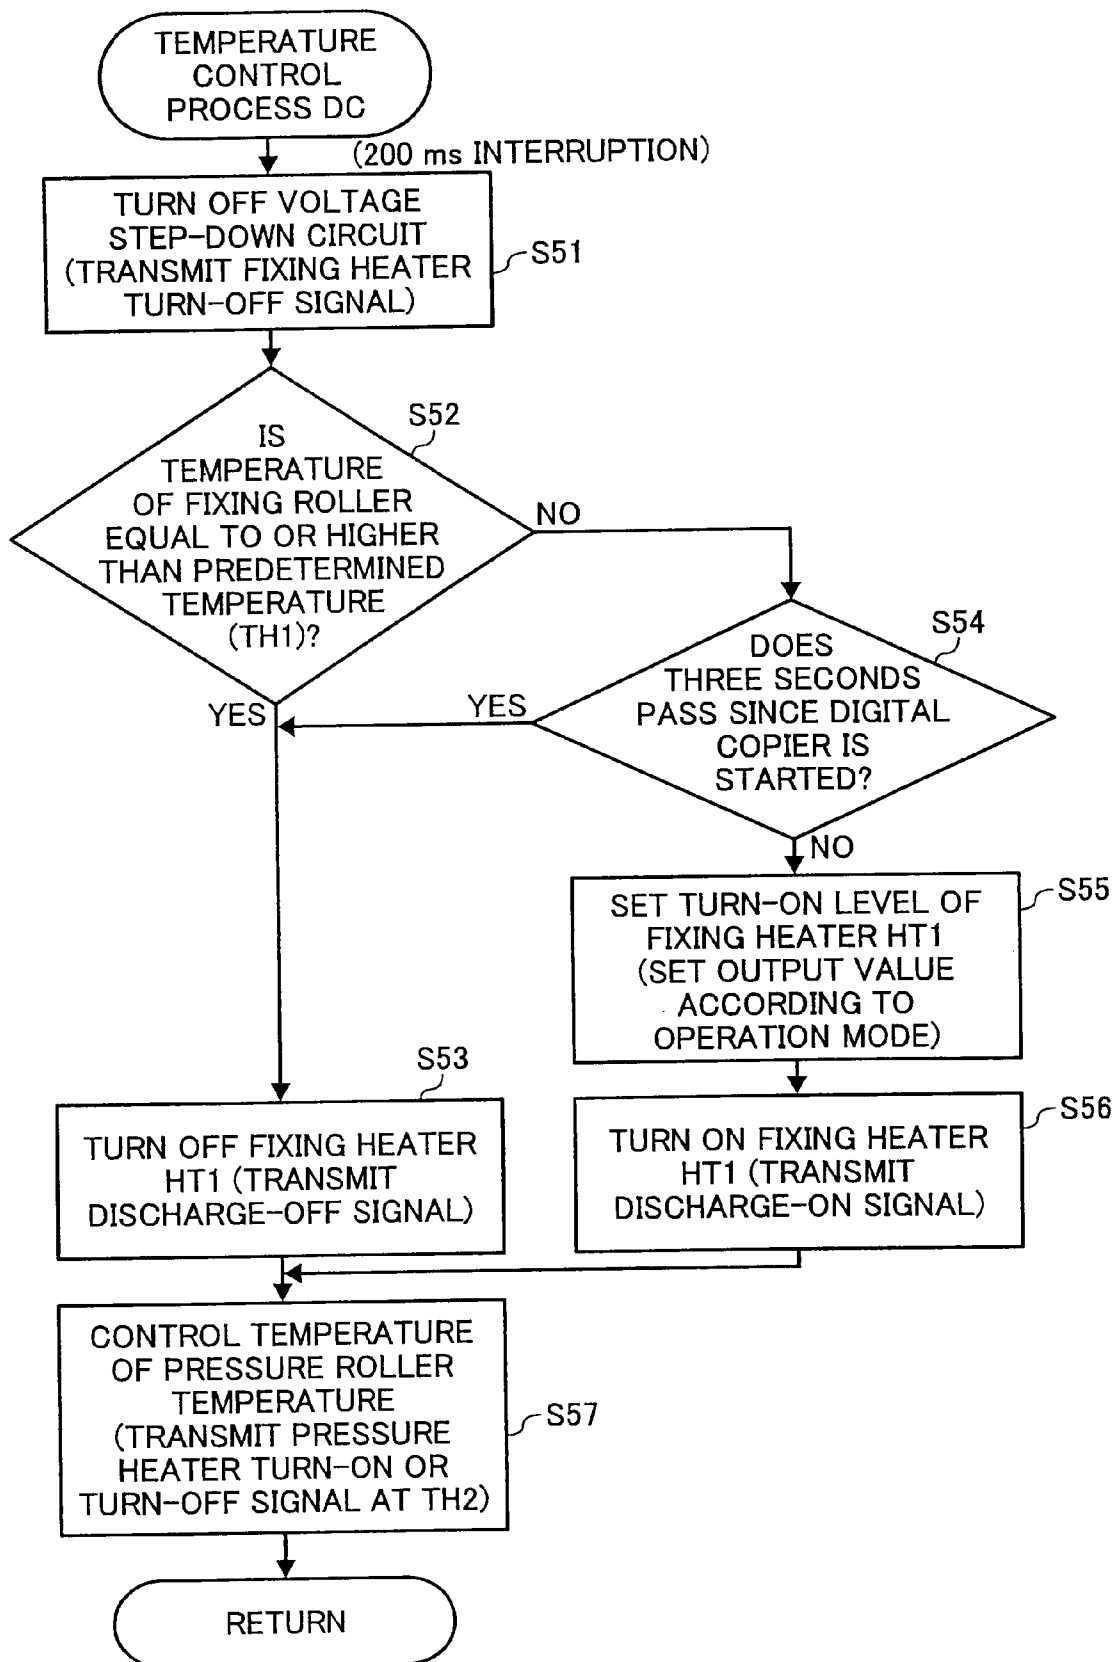 TEMPERATURE
CONTROL
PROCESS DC
(200 ms INTERRUPTION)
TURN OFF VOLTAGE
STEP-DOWN CIRCUIT
(TRANSMIT FIXING HEATER
TURN-OFF SIGNAL)
S51
S52
IS
TEMPERATURE
OF FIXING ROLLER
EQUAL TO OR HIGHER
THAN PREDETERMINED
TEMPERATURE
(TH1)?
NO
YES
S54
DOES
THREE SECONDS
PASS SINCE DIGITAL
COPIER IS
STARTED?
YES
NO
SET TURN-ON LEVEL OF
FIXING HEATER HT1
(SET OUTPUT VALUE
ACCORDING TO
OPERATION MODE)
S55
S53
TURN OFF FIXING HEATER
HT1 (TRANSMIT
DISCHARGE-OFF SIGNAL)
TURN ON FIXING HEATER
HT1 (TRANSMIT
DISCHARGE-ON SIGNAL)
S56
CONTROL TEMPERATURE
OF PRESSURE ROLLER
TEMPERATURE
(TRANSMIT PRESSURE
HEATER TURN-ON OR
TURN-OFF SIGNAL AT TH2)
S57
RETURN